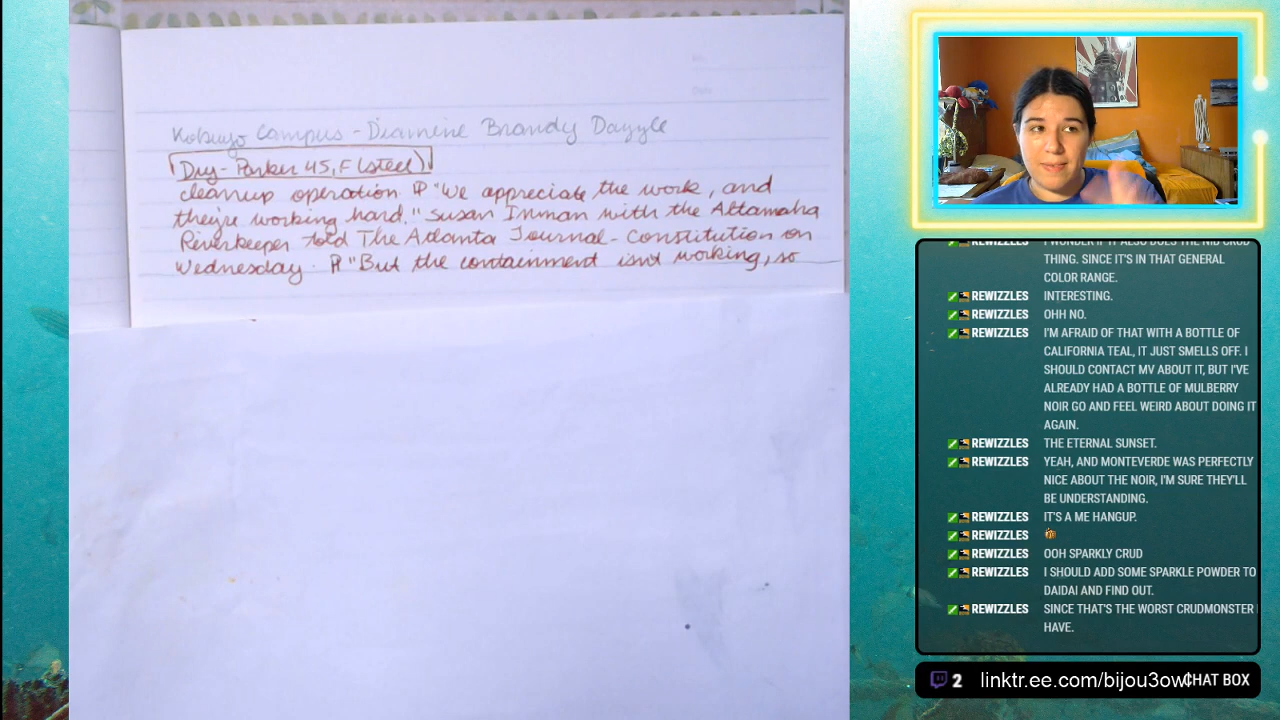 Kokuyo Campus - Diamine Brandy Dazzle
Dry - Parker 45, F (steel)
cleanup operation ¶ "We appreciate the work, and
they're working hard," Susan Inman with the Altamaha
Riverkeeper told The Atlanta Journal-Constitution on
Wednesday. ¶ "But the containment isn't working, so
I WONDER IF IT ALSO DOES THE NIB CRUD
THING. SINCE IT'S IN THAT GENERAL
COLOR RANGE.
REWIZZLES INTERESTING.
REWIZZLES OHH NO.
REWIZZLES I'M AFRAID OF THAT WITH A BOTTLE OF
CALIFORNIA TEAL, IT JUST SMELLS OFF. I
SHOULD CONTACT MV ABOUT IT, BUT I'VE
ALREADY HAD A BOTTLE OF MULBERRY
NOIR GO AND FEEL WEIRD ABOUT DOING IT
AGAIN.
REWIZZLES THE ETERNAL SUNSET.
REWIZZLES YEAH, AND MONTEVERDE WAS PERFECTLY
NICE ABOUT THE NOIR, I'M SURE THEY'LL
BE UNDERSTANDING.
REWIZZLES IT'S A ME HANGUP.
REWIZZLES
REWIZZLES OOH SPARKLY CRUD
REWIZZLES I SHOULD ADD SOME SPARKLE POWDER TO
DAIDAI AND FIND OUT.
REWIZZLES SINCE THAT'S THE WORST CRUDMONSTER I
HAVE.
2 linktr.ee.com/bijou3owl CHAT BOX